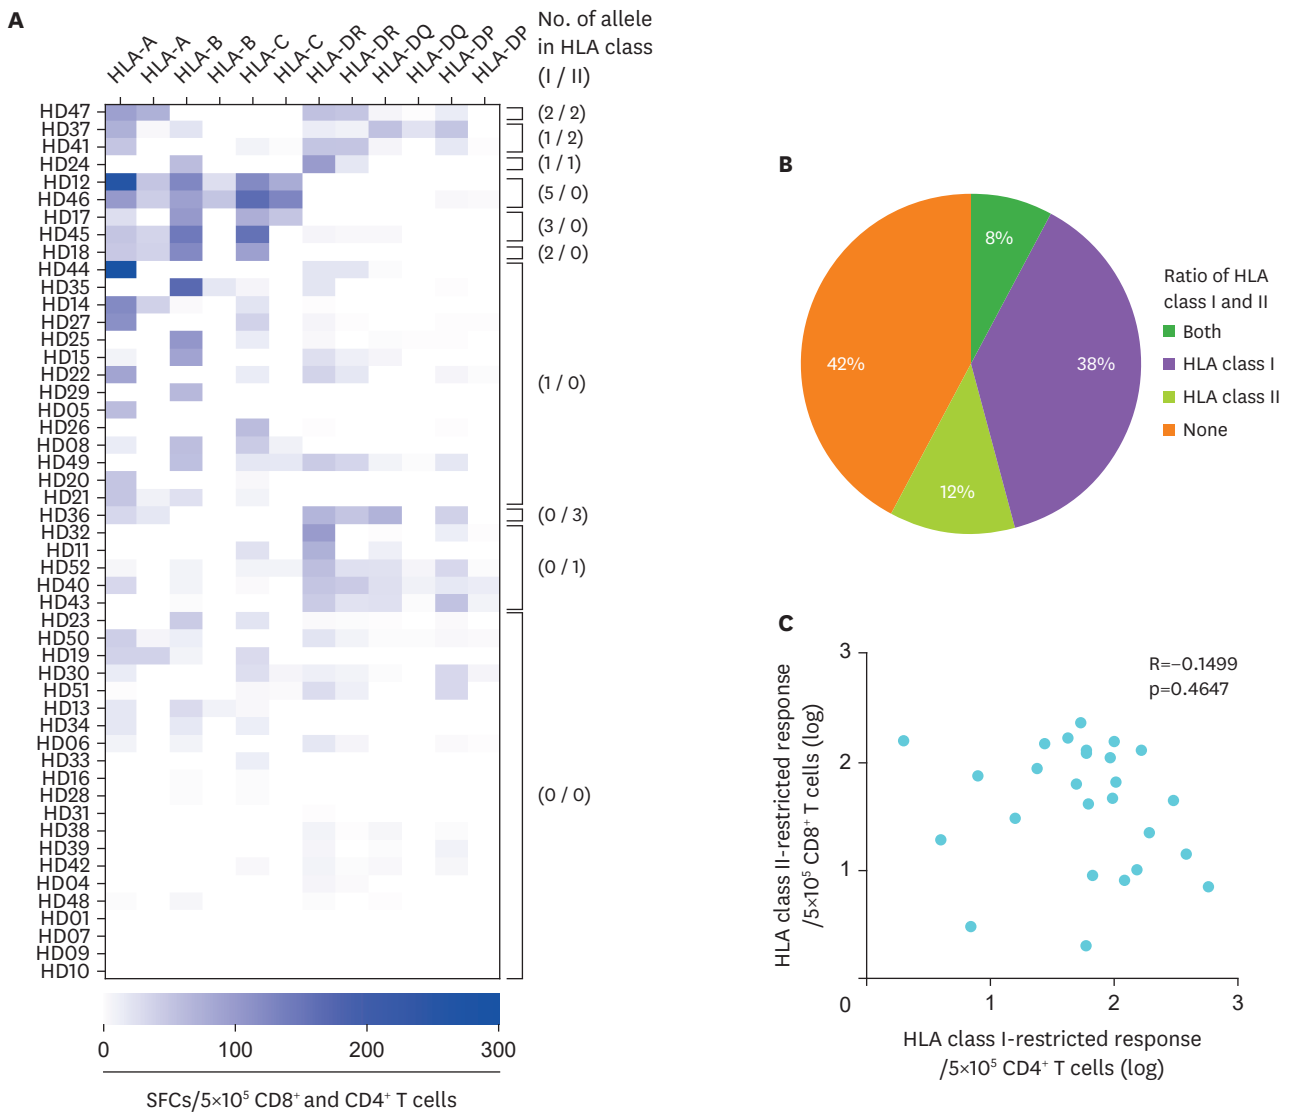 A
HLA-A
HLA-A
HLA-B
HLA-B
HLA-C
HLA-C
HLA-DR
HLA-DR
HLA-DQ
HLA-DQ
HLA-DP
HLA-DP
No. of allele
in HLA class
(I / II)
HD47
HD37
HD41
HD24
HD12
HD46
HD17
HD45
HD18
HD44
HD35
HD14
HD27
HD25
HD15
HD22
HD29
HD05
HD26
HD08
HD49
HD20
HD21
HD36
HD32
HD11
HD52
HD40
HD43
HD23
HD50
HD19
HD30
HD51
HD13
HD34
HD06
HD33
HD16
HD28
HD31
HD38
HD39
HD42
HD04
HD48
HD01
HD07
HD09
HD10
(2 / 2)
(1 / 2)
(1 / 1)
(5 / 0)
(3 / 0)
(2 / 0)
(1 / 0)
(0 / 3)
(0 / 1)
(0 / 0)
0 100 200 300
SFCs/5×10⁵ CD8⁺ and CD4⁺ T cells
B
8%
38%
12%
42%
Ratio of HLA
class I and II
Both
HLA class I
HLA class II
None
C
R=−0.1499
p=0.4647
HLA class II-restricted response
/5×10⁵ CD8⁺ T cells (log)
3
2
1
0
1 2 3
HLA class I-restricted response
/5×10⁵ CD4⁺ T cells (log)